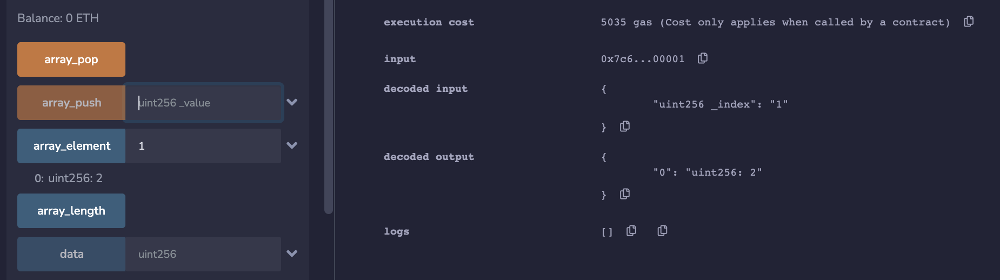 Balance: 0 ETH
array_pop
array_push uint256 _value
array_element 1
0: uint256: 2
array_length
data uint256
execution cost 5035 gas (Cost only applies when called by a contract)
input 0x7c6...00001
decoded input {
"uint256 _index": "1"
}
decoded output {
"0": "uint256: 2"
}
logs []